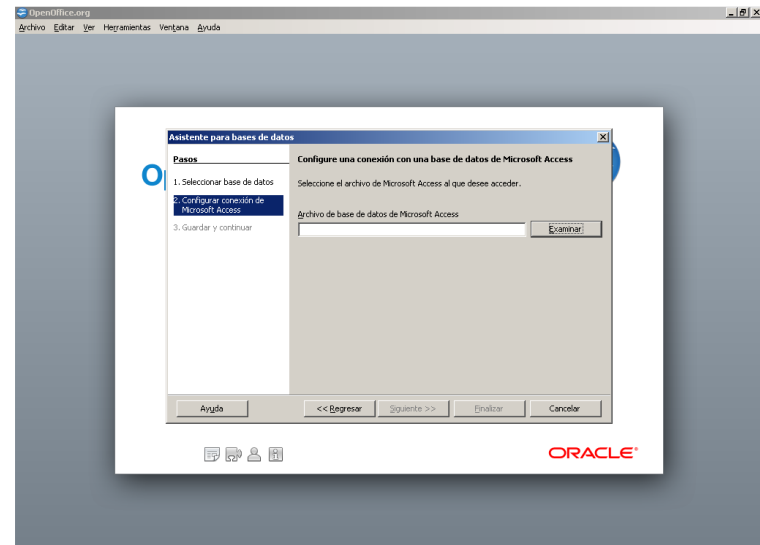 OpenOffice.org
Archivo Editar Ver Herramientas Ventana Ayuda
Asistente para bases de datos
Pasos
1. Seleccionar base de datos
2. Configurar conexión de
Microsoft Access
3. Guardar y continuar
Configure una conexión con una base de datos de Microsoft Access
Seleccione el archivo de Microsoft Access al que desee acceder.
Archivo de base de datos de Microsoft Access
Examinar
Ayuda
<< Regresar
Siguiente >>
Finalizar
Cancelar
ORACLE